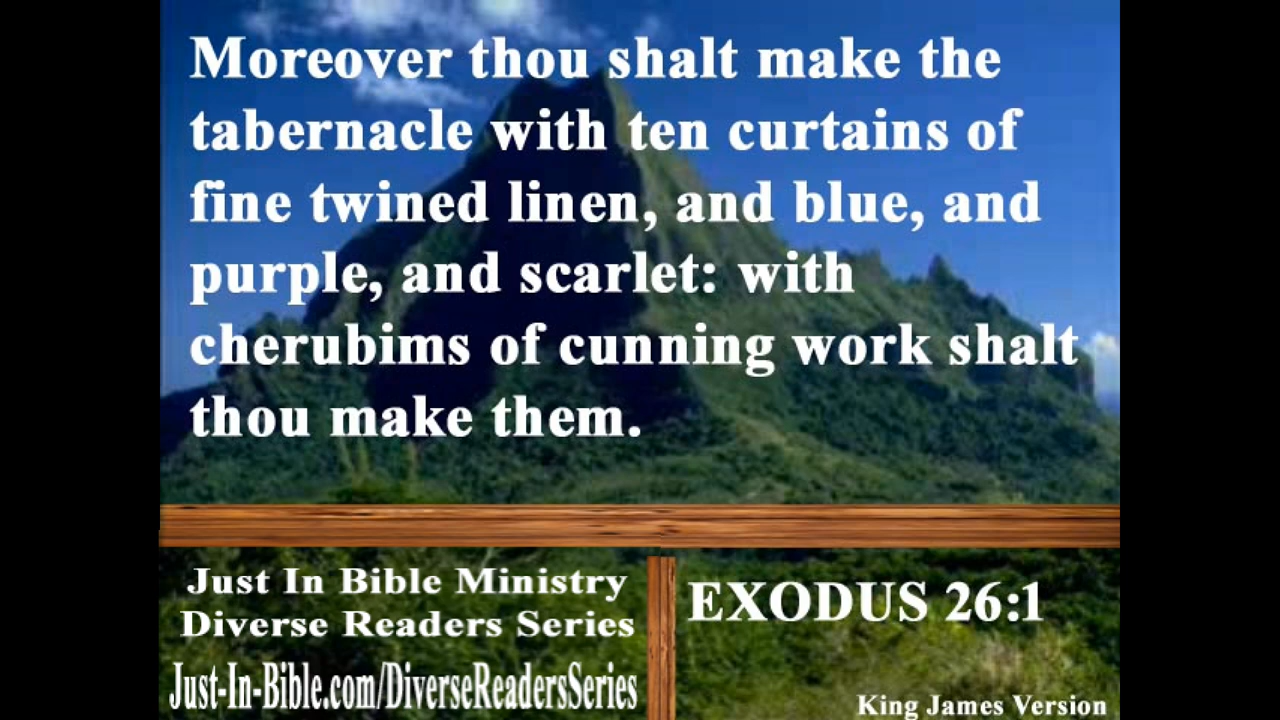 Moreover thou shalt make the
tabernacle with ten curtains of
fine twined linen, and blue, and
purple, and scarlet: with
cherubims of cunning work shalt
thou make them.
Just In Bible Ministry
Diverse Readers Series
Just-In-Bible.com/DiverseReadersSeries
EXODUS 26:1
King James Version